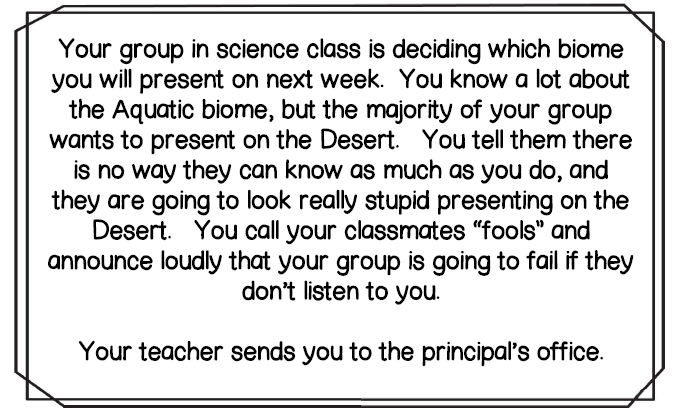 Your group in science class is deciding which biome
you will present on next week. You know a lot about
the Aquatic biome, but the majority of your group
wants to present on the Desert. You tell them there
is no way they can know as much as you do, and
they are going to look really stupid presenting on the
Desert. You call your classmates “fools” and
announce loudly that your group is going to fail if they
don’t listen to you.
Your teacher sends you to the principal’s office.